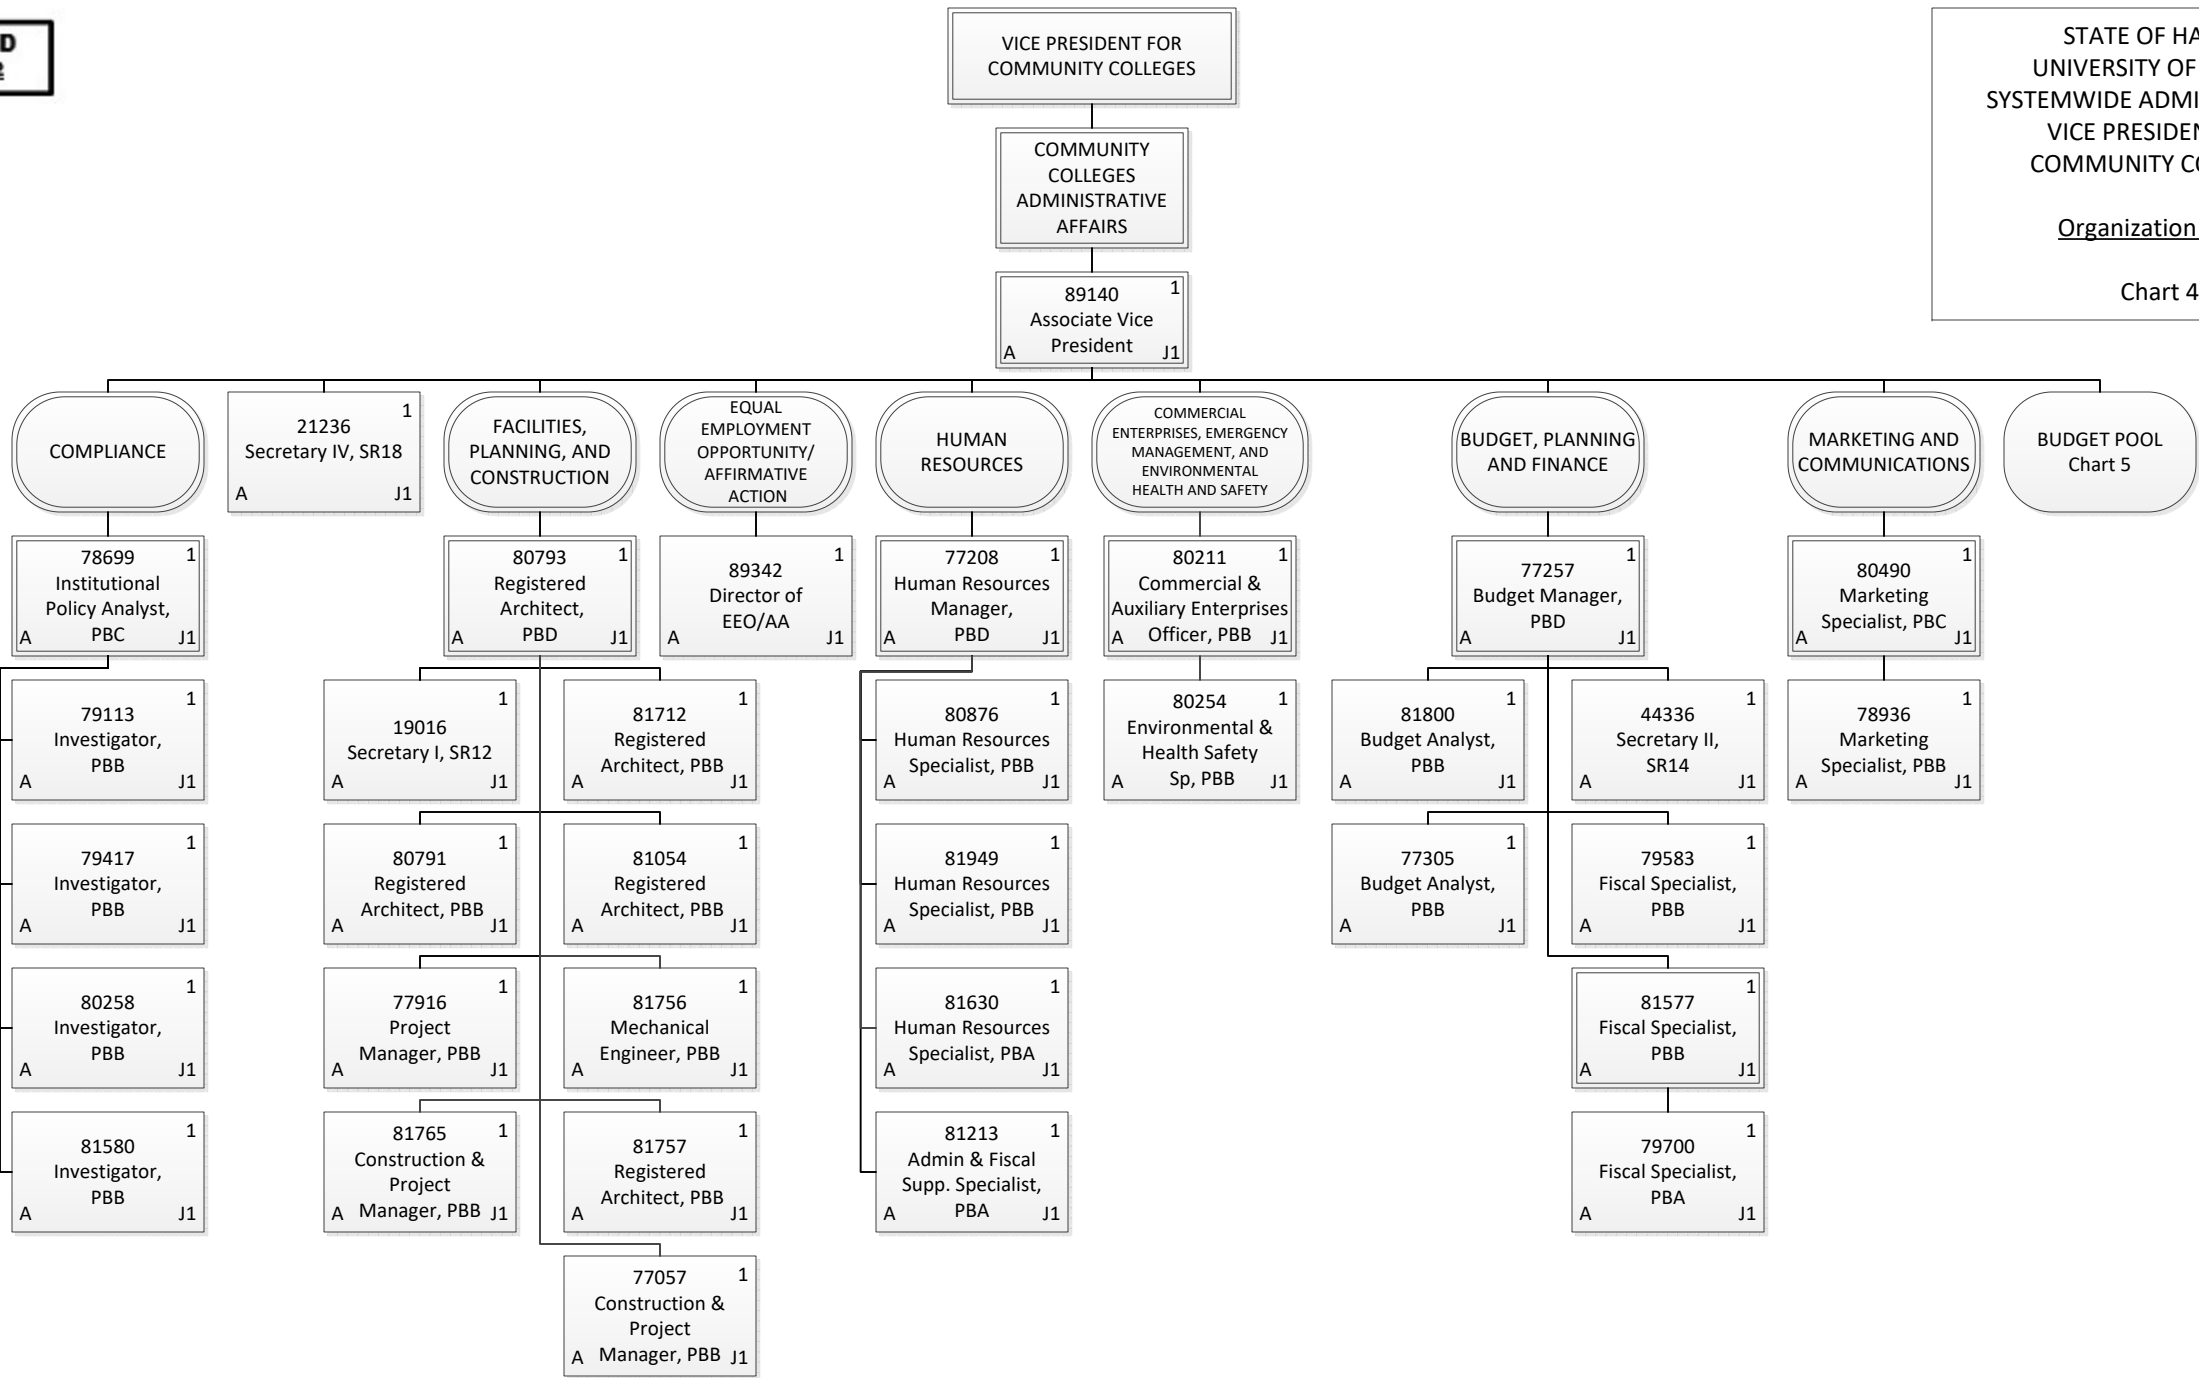 VICE PRESIDENT FOR
COMMUNITY COLLEGES
STATE OF
UNIVERSITY OF
SYSTEMWIDE
VICE
COMMUNITY
Organization
Chart 4
COMMUNITY
COLLEGES
ADMINISTRATIVE
AFFAIRS
89140 1
Associate Vice
A President J1
COMPLIANCE
21236 1
Secretary IV, SR18
A J1
FACILITIES,
PLANNING, AND
CONSTRUCTION
EQUAL
EMPLOYMENT
OPPORTUNITY/
AFFIRMATIVE
ACTION
HUMAN
RESOURCES
COMMERCIAL
ENTERPRISES, EMERGENCY
MANAGEMENT, AND
ENVIRONMENTAL
HEALTH AND SAFETY
BUDGET, PLANNING
AND FINANCE
MARKETING AND
COMMUNICATIONS
BUDGET POOL
Chart 5
78699 1
Institutional
Policy Analyst,
A PBC J1
79113 1
Investigator,
PBB
A J1
79417 1
Investigator,
PBB
A J1
80258 1
Investigator,
PBB
A J1
81580 1
Investigator,
PBB
A J1
80793 1
Registered
Architect,
A PBD J1
19016 1
Secretary I, SR12
A J1
81712 1
Registered
Architect, PBB
A J1
80791 1
Registered
Architect, PBB
A J1
81054 1
Registered
Architect, PBB
A J1
77916 1
Project
Manager, PBB
A J1
81756 1
Mechanical
Engineer, PBB
A J1
81765 1
Construction &
Project
A Manager, PBB J1
81757 1
Registered
Architect, PBB
A J1
77057 1
Construction &
Project
A Manager, PBB J1
89342 1
Director of
EEO/AA
A J1
77208 1
Human Resources
Manager,
A PBD J1
80876 1
Human Resources
Specialist, PBB
A J1
81949 1
Human Resources
Specialist, PBB
A J1
81630 1
Human Resources
Specialist, PBA
A J1
81213 1
Admin & Fiscal
Supp. Specialist,
A PBA J1
80211 1
Commercial &
Auxiliary Enterprises
A Officer, PBB J1
80254 1
Environmental &
Health Safety
A Sp, PBB J1
77257 1
Budget Manager,
PBD
A J1
81800 1
Budget Analyst,
PBB
A J1
44336 1
Secretary II,
SR14
A J1
77305 1
Budget Analyst,
PBB
A J1
79583 1
Fiscal Specialist,
PBB
A J1
81577 1
Fiscal Specialist,
PBB
A J1
79700 1
Fiscal Specialist,
PBA
A J1
80490 1
Marketing
Specialist, PBC
A J1
78936 1
Marketing
Specialist, PBB
A J1